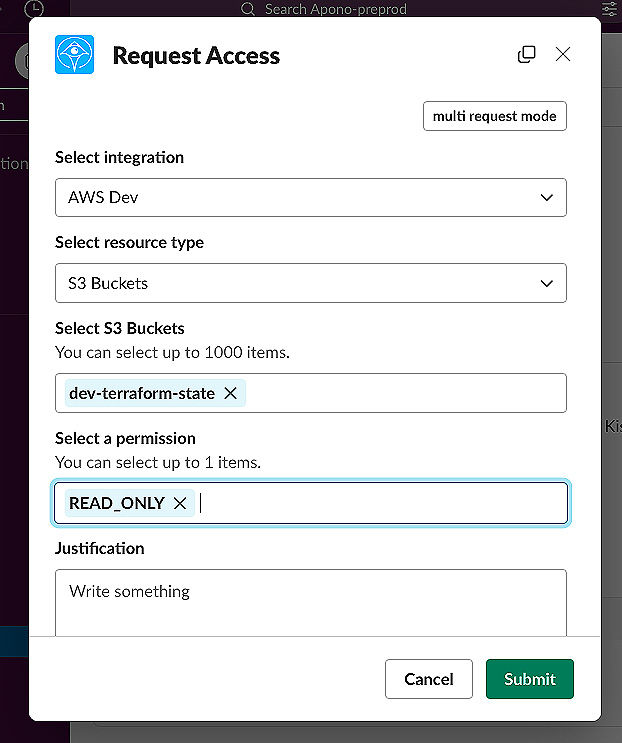 Search Apono-preprod
Request Access
multi request mode
Select integration
AWS Dev
Select resource type
S3 Buckets
Select S3 Buckets
You can select up to 1000 items.
dev-terraform-state
Select a permission
You can select up to 1 items.
READ_ONLY
Justification
Write something
Cancel
Submit